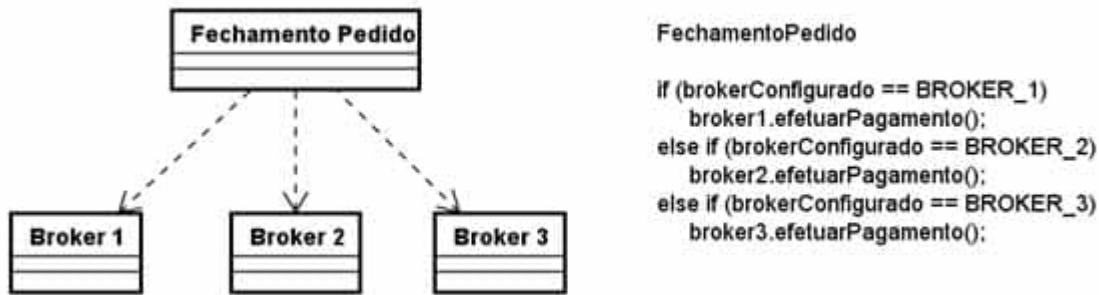 Fechamento Pedido
Broker 1
Broker 2
Broker 3
FechamentoPedido
if (brokerConfigurado == BROKER_1)
broker1.efetuarPagamento();
else if (brokerConfigurado == BROKER_2)
broker2.efetuarPagamento();
else if (brokerConfigurado == BROKER_3)
broker3.efetuarPagamento();